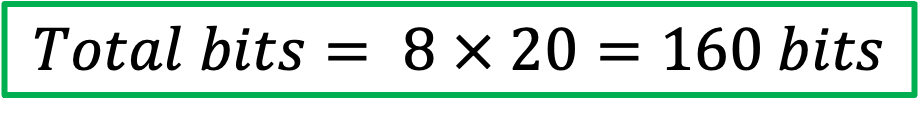 Total bits = 8 × 20 = 160 bits